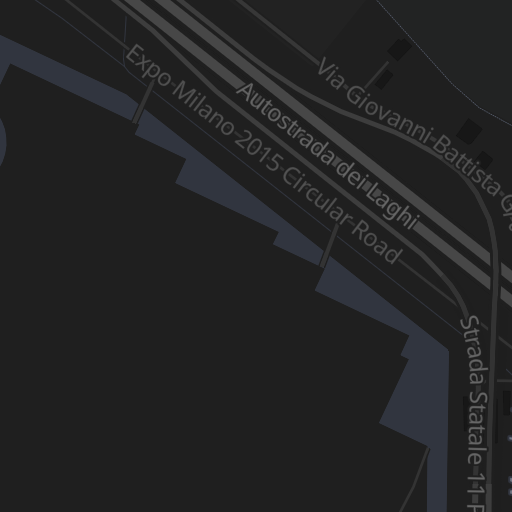 Via Giovanni Battista
Expo Milano 2015 Circular Road
Autostrada dei Laghi
Strada Statale 11